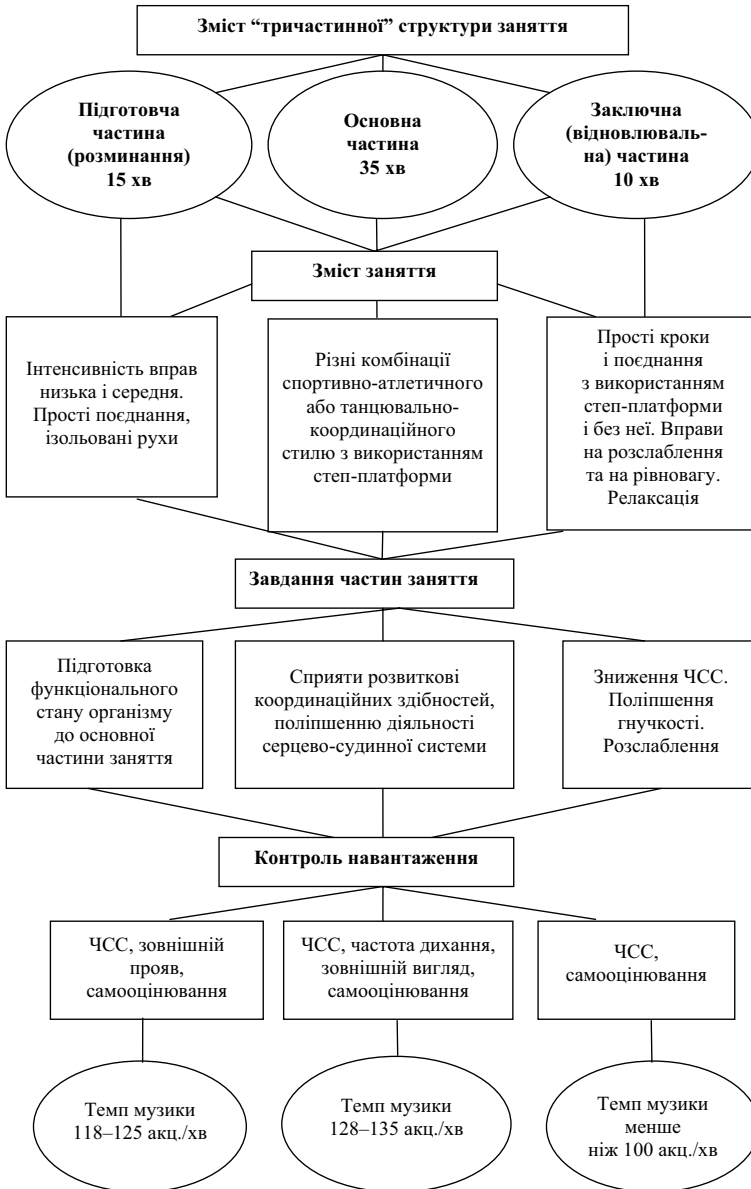 Зміст “тричастинної” структури заняття
Підготовча
частина
(розминання)
15 хв
Основна
частина
35 хв
Заключна
(відновлюваль-
на) частина
10 хв
Зміст заняття
Інтенсивність вправ
низька і середня.
Прості поєднання,
ізольовані рухи
Різні комбінації
спортивно-атлетичного
або танцювально-
координаційного
стилю з використанням
степ-платформи
Прості кроки
і поєднання
з використанням
степ-платформи
і без неї. Вправи
на розслаблення
та на рівновагу.
Релаксація
Завдання частин заняття
Підготовка
функціонального
стану організму
до основної
частини заняття
Сприяти розвиткові
координаційних здібностей,
поліпшенню діяльності
серцево-судинної системи
Зниження ЧСС.
Поліпшення
гнучкості.
Розслаблення
Контроль навантаження
ЧСС, зовнішній
прояв,
самооцінювання
ЧСС, частота дихання,
зовнішній вигляд,
самооцінювання
ЧСС,
самооцінювання
Темп музики
118–125 акц./хв
Темп музики
128–135 акц./хв
Темп музики
менше
ніж 100 акц./хв